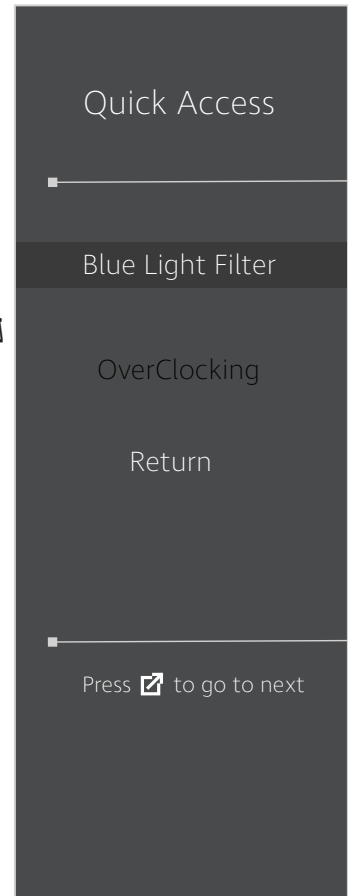 Quick Access
Blue Light Filter
OverClocking
Return
Press to go to next